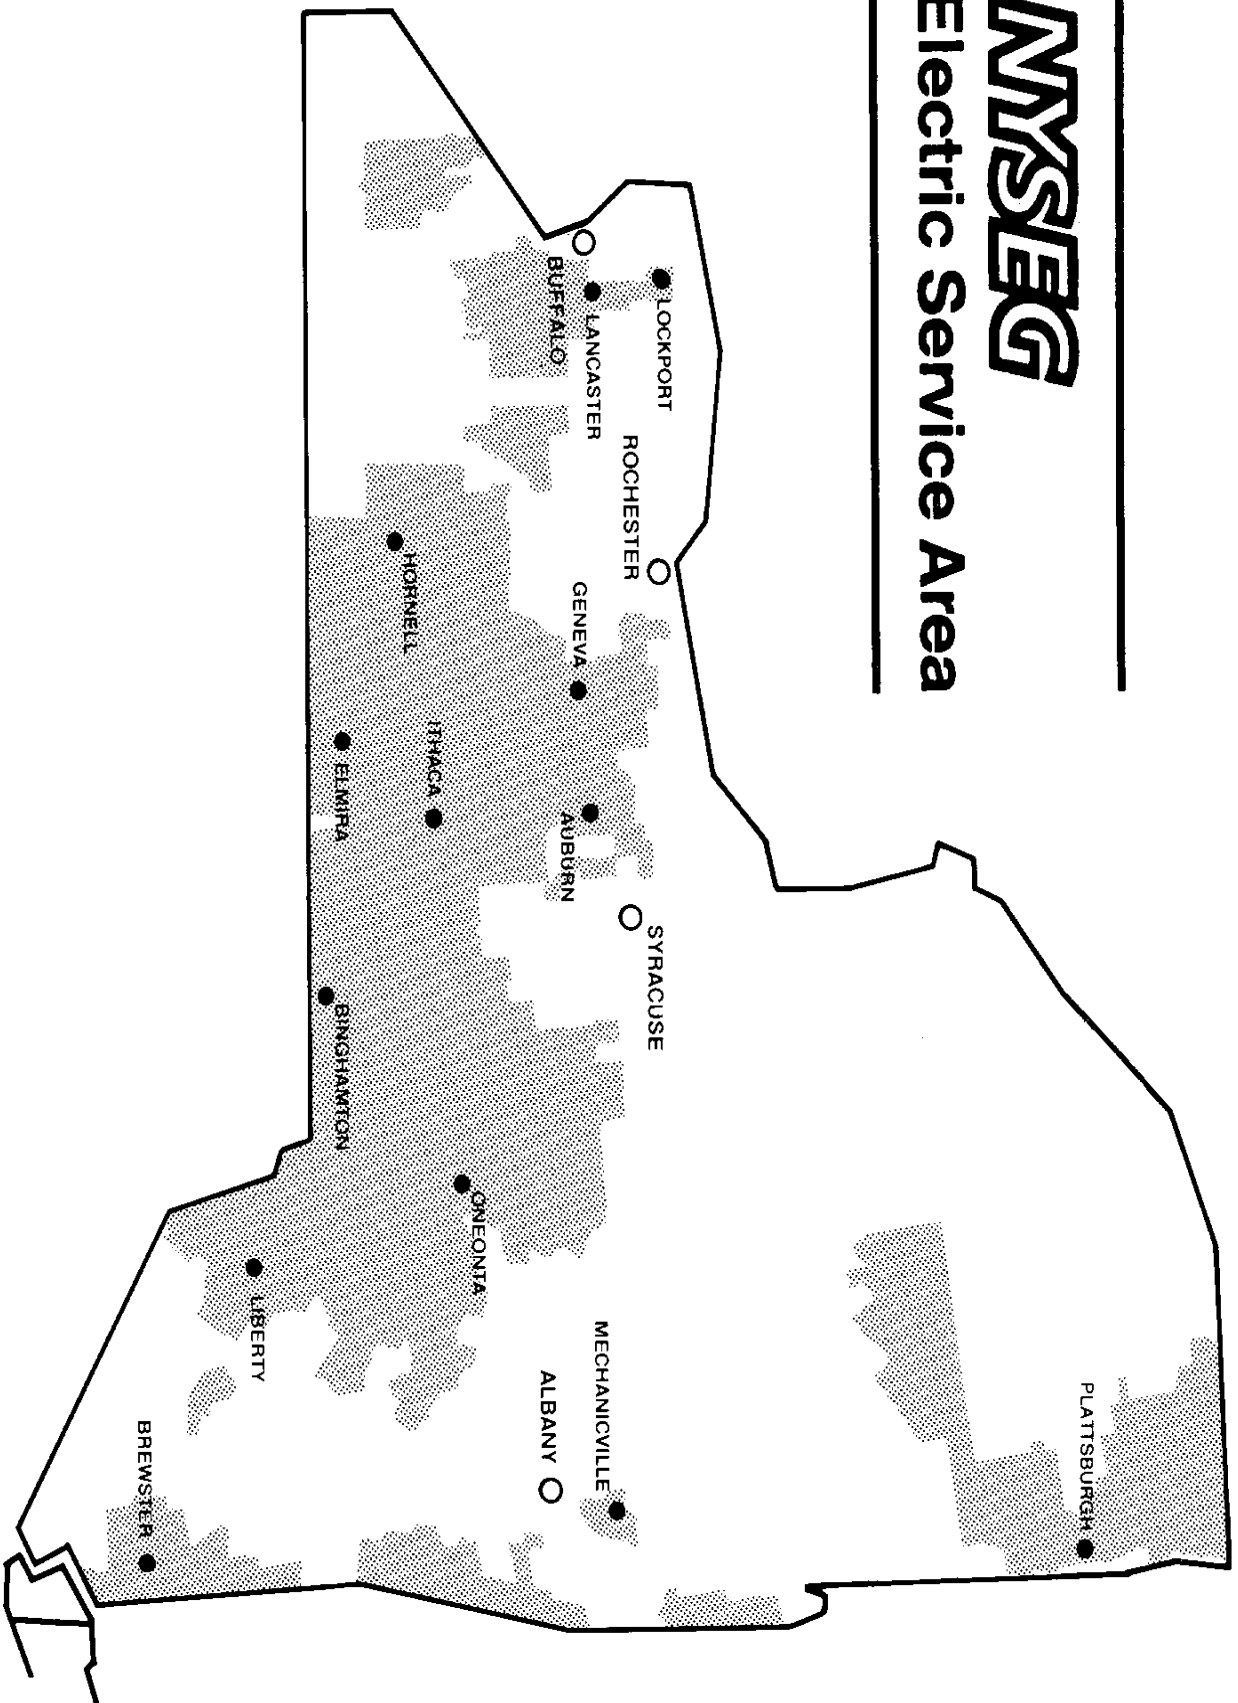 NYSEG
Electric Service Area
PLATTSBURGH
LOCKPORT
ROCHESTER
SYRACUSE
LANCASTER
BUFFALO
GENEVA
AUBURN
MECHANICVILLE
ALBANY
HORNELL
ITHACA
ONEONTA
ELMIRA
BINGHAMTON
LIBERTY
BREWSTER